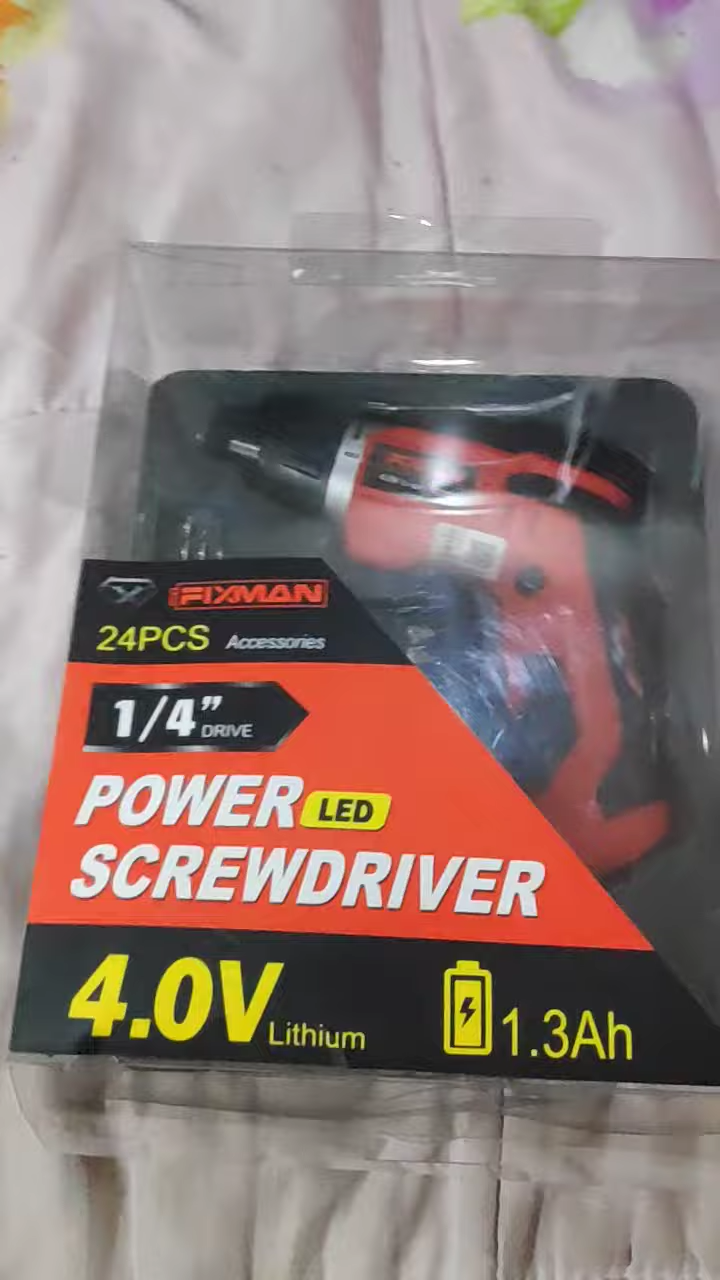 FIXMAN
24PCS Accessories
1/4" DRIVE
POWER LED
SCREWDRIVER
4.0V Lithium
1.3Ah